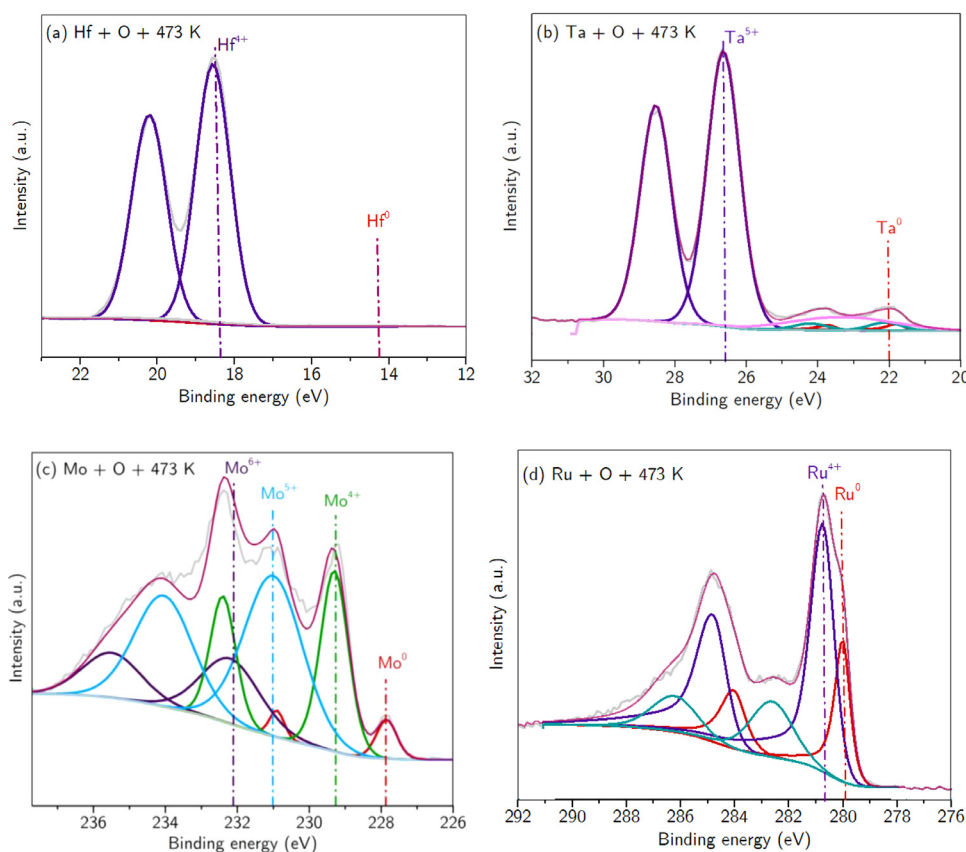 (a) Hf + O + 473 K
Hf4+
Hf0
Intensity (a.u.)
22 20 18 16 14 12
Binding energy (eV)
(b) Ta + O + 473 K
Ta5+
Ta0
Intensity (a.u.)
32 30 28 26 24 22 20
Binding energy (eV)
(c) Mo + O + 473 K
Mo6+
Mo5+
Mo4+
Mo0
Intensity (a.u.)
236 234 232 230 228 226
Binding energy (eV)
(d) Ru + O + 473 K
Ru4+
Ru0
Intensity (a.u.)
292 290 288 286 284 282 280 278 276
Binding energy (eV)